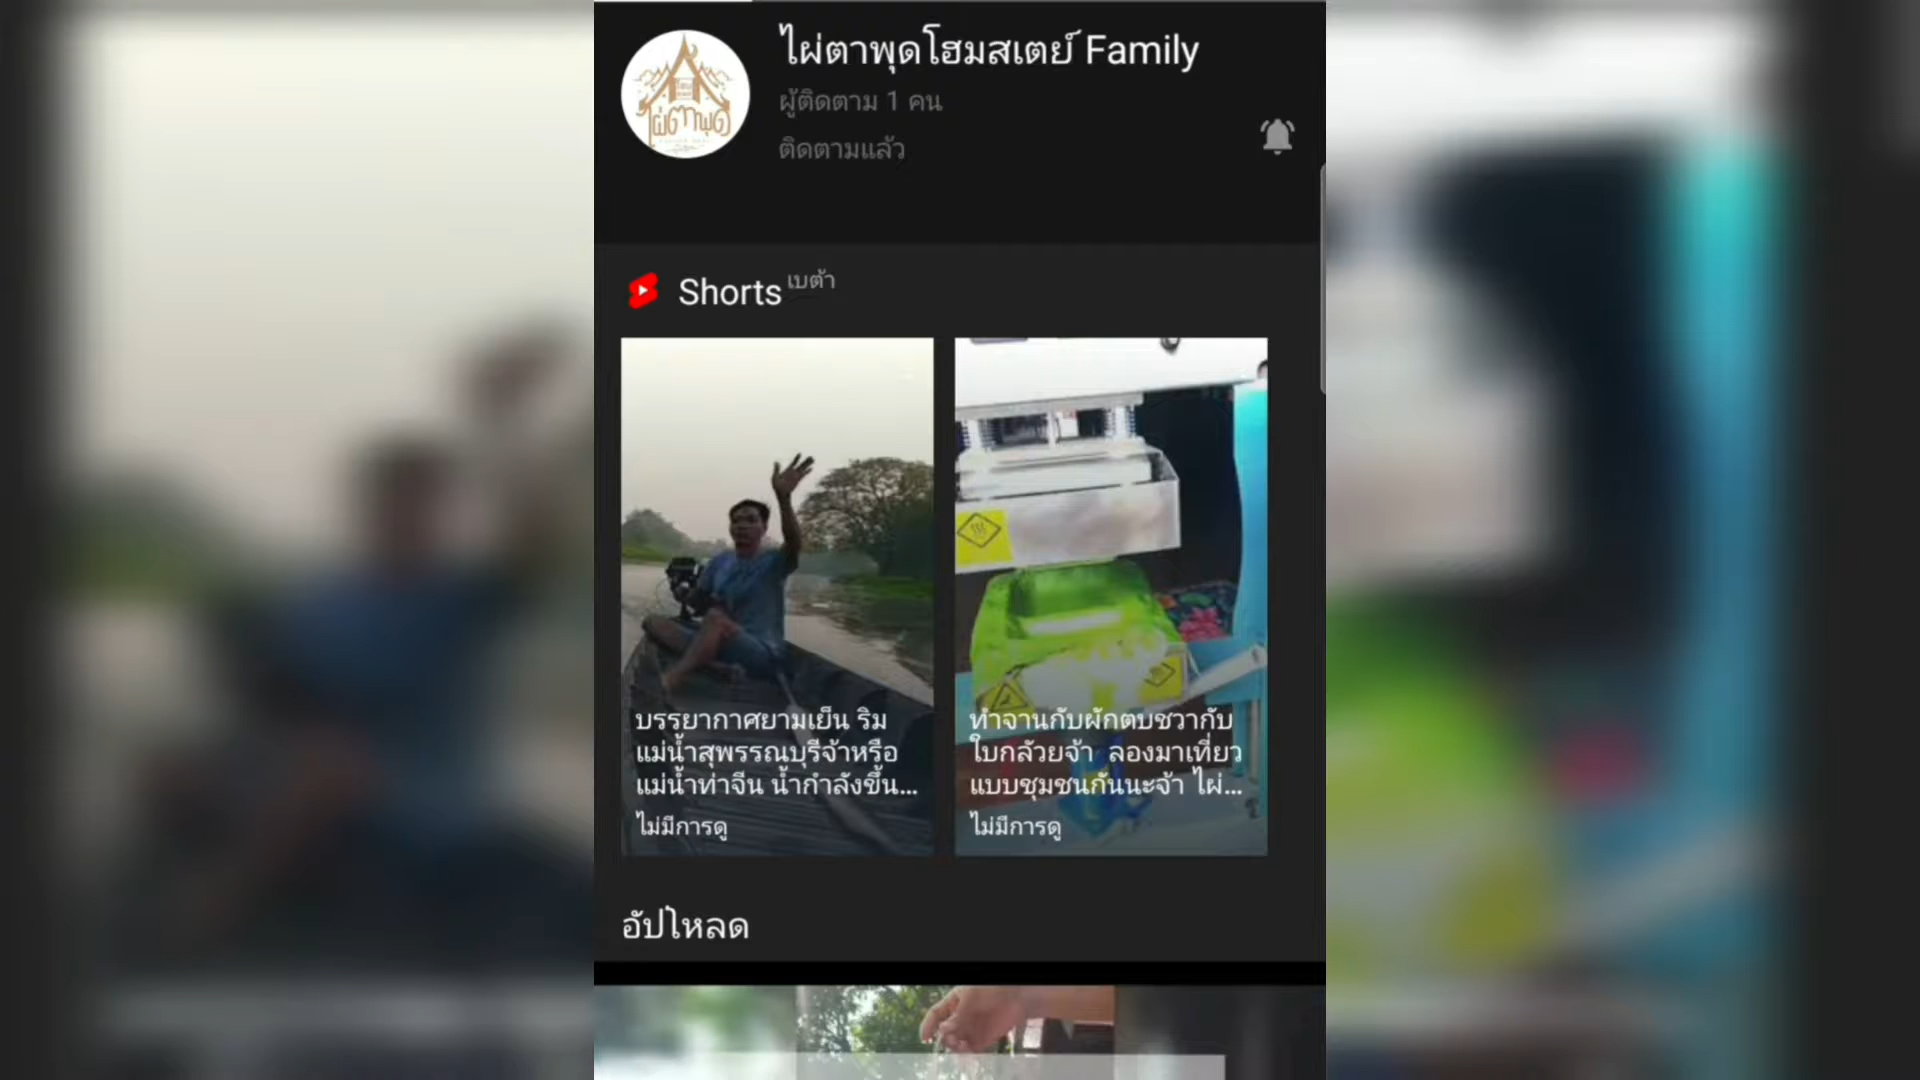 ไผ่ตาพุดโฮมสเตย์ Family
ผู้ติดตาม 1 คน
ติดตามแล้ว
ไผ่ตาพุด
Shorts เบต้า
บรรยากาศยามเย็น ริม
แม่น้ำสุพรรณบุรีจ้าหรือ
แม่น้ำท่าจีน น้ำกำลังขึ้น...
ไม่มีการดู
ทำจานกับผักตบชวากับ
ใบกล้วยจ้า ลองมาเที่ยว
แบบชุมชนกันนะจ้า ไผ่...
ไม่มีการดู
อัปโหลด